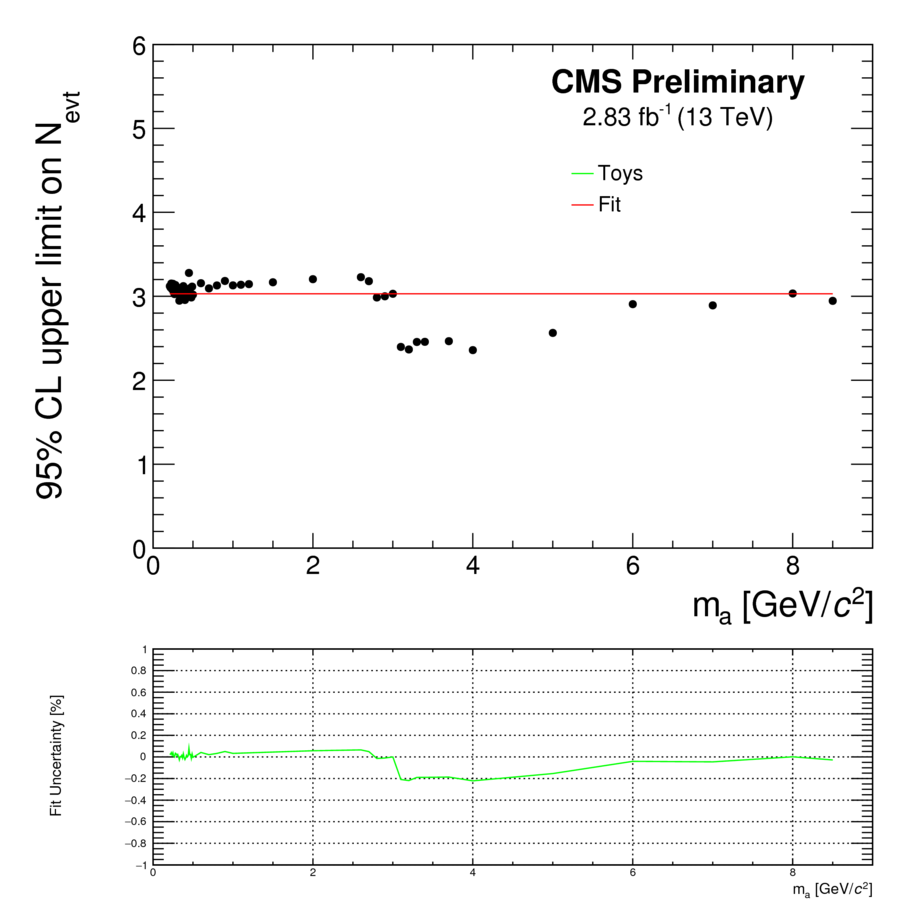 95% CL upper limit on N_evt
6
5
4
3
2
1
0
CMS Preliminary
2.83 fb⁻¹ (13 TeV)
Toys
Fit
0 2 4 6 8
mₐ [GeV/c²]
Fit Uncertainty [%]
1
0.8
0.6
0.4
0.2
0
−0.2
−0.4
−0.6
−0.8
−1
0 2 4 6 8
mₐ [GeV/c²]